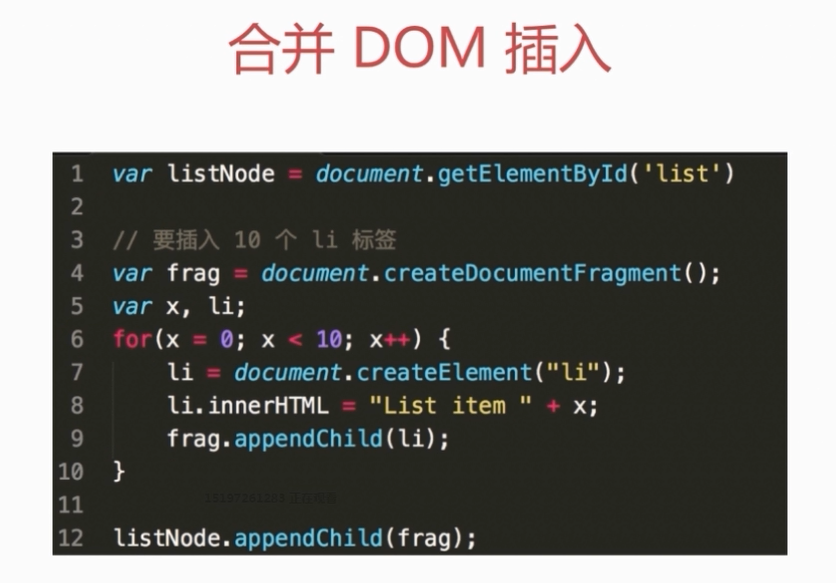 合并 DOM 插入
1 var listNode = document.getElementById('list')
2
3 // 要插入 10 个 li 标签
4 var frag = document.createDocumentFragment();
5 var x, li;
6 for(x = 0; x < 10; x++) {
7     li = document.createElement("li");
8     li.innerHTML = "List item " + x;
9     frag.appendChild(li);
10 }
11
12 listNode.appendChild(frag);